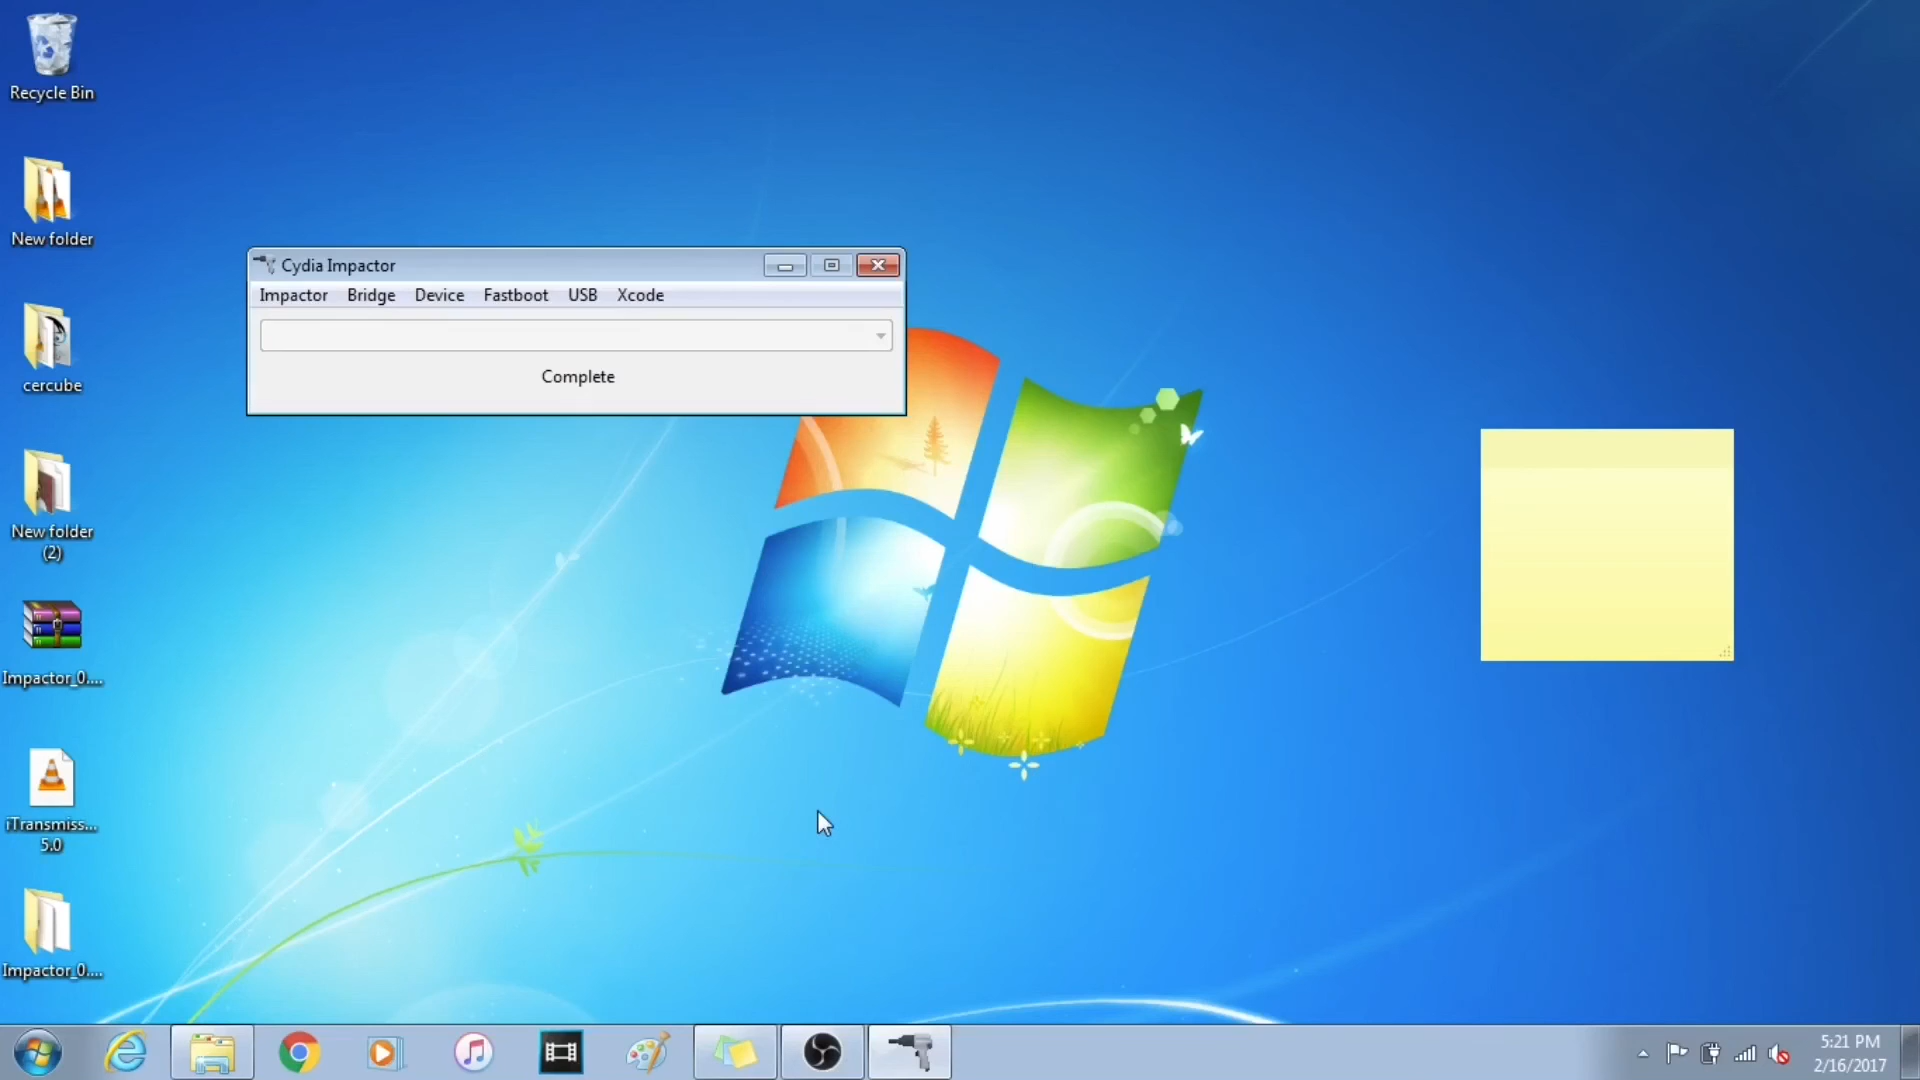 Recycle Bin
New folder
cercube
New folder
(2)
Impactor_0....
iTransmiss...
5.0
Impactor_0....
Cydia Impactor
Impactor Bridge Device Fastboot USB Xcode
Complete
5:21 PM
2/16/2017